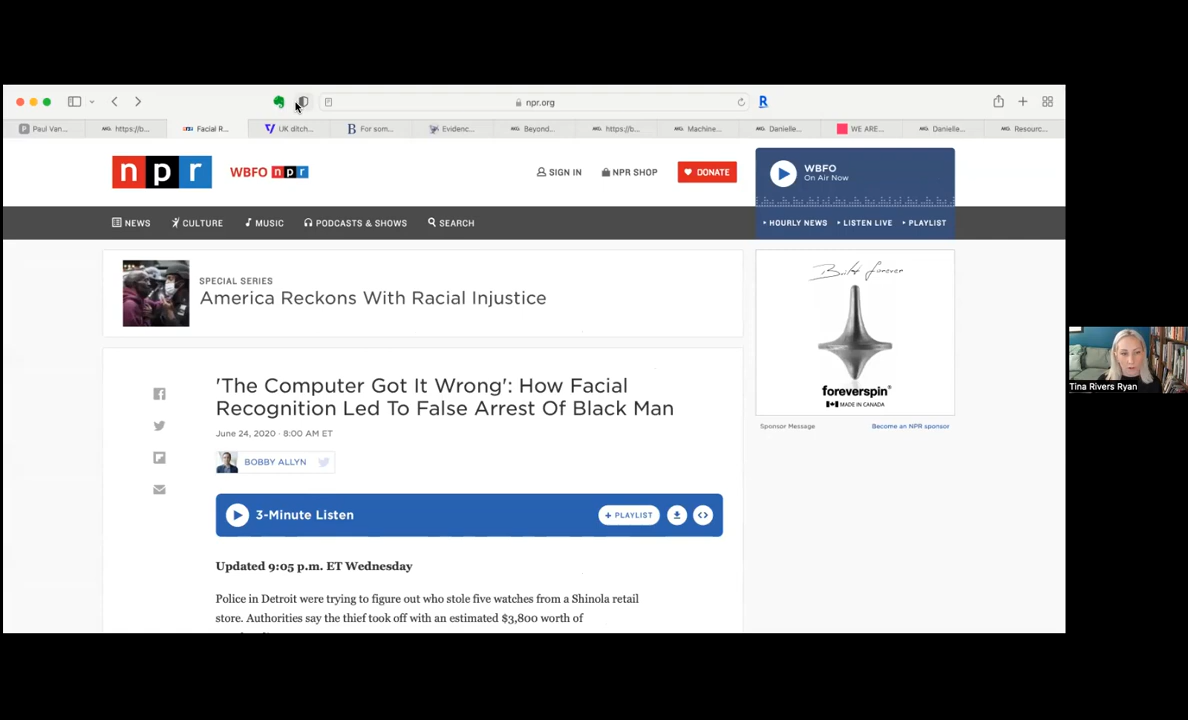 npr.org
Paul Van...
https://b...
Facial R...
UK ditch...
For som...
Evidenc...
Beyond...
https://b...
Machine...
Danielle...
WE ARE...
Danielle...
Resourc...
npr
WBFO npr
SIGN IN
NPR SHOP
DONATE
WBFO
On Air Now
NEWS
CULTURE
MUSIC
PODCASTS & SHOWS
SEARCH
HOURLY NEWS
LISTEN LIVE
PLAYLIST
SPECIAL SERIES
America Reckons With Racial Injustice
Built forever
foreverspin
MADE IN CANADA
Sponsor Message
Become an NPR sponsor
Tina Rivers Ryan
'The Computer Got It Wrong': How Facial
Recognition Led To False Arrest Of Black Man
June 24, 2020 · 8:00 AM ET
BOBBY ALLYN
3-Minute Listen
+ PLAYLIST
Updated 9:05 p.m. ET Wednesday
Police in Detroit were trying to figure out who stole five watches from a Shinola retail
store. Authorities say the thief took off with an estimated $3,800 worth of